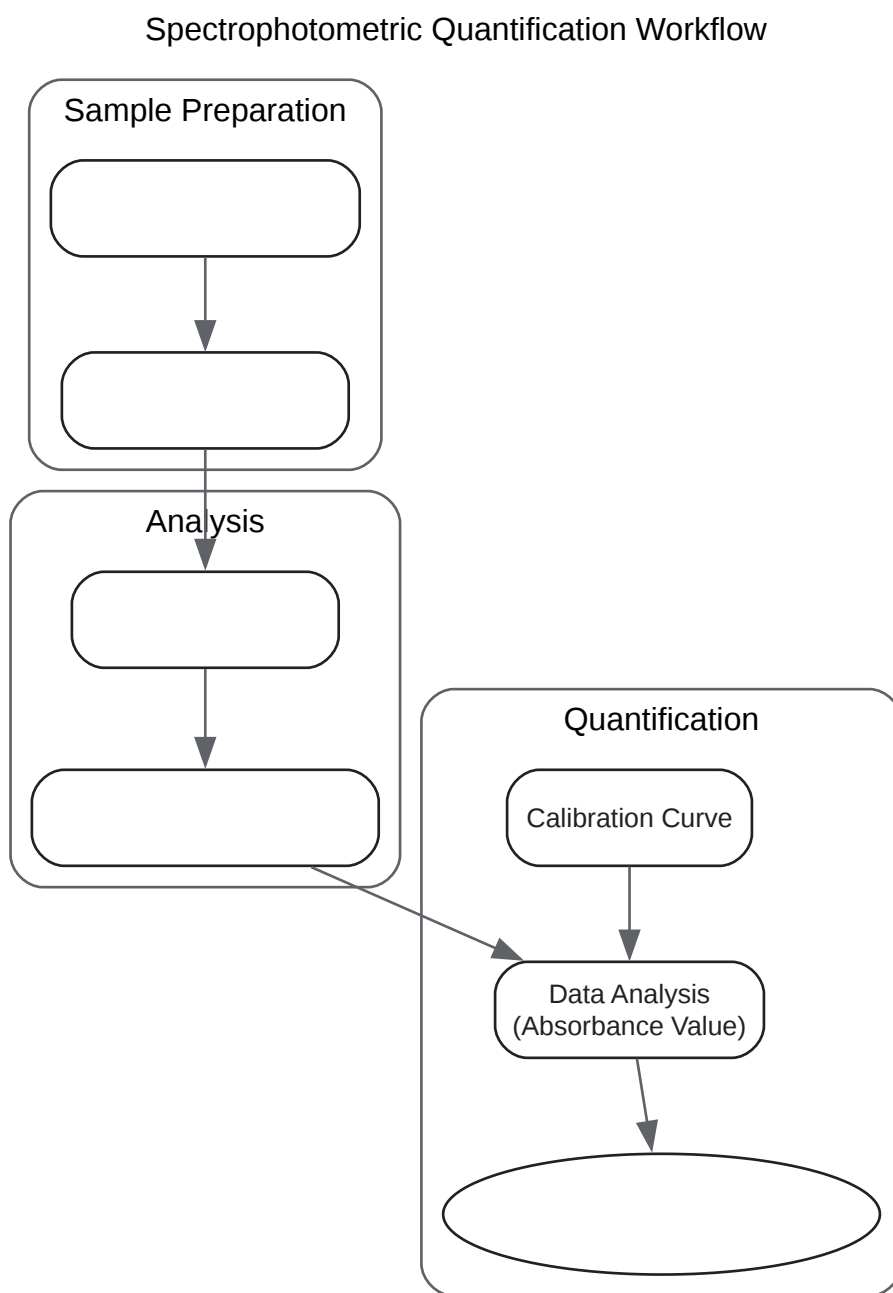 Spectrophotometric Quantification Workflow
Sample Preparation
Analysis
Quantification
Calibration Curve
Data Analysis
(Absorbance Value)